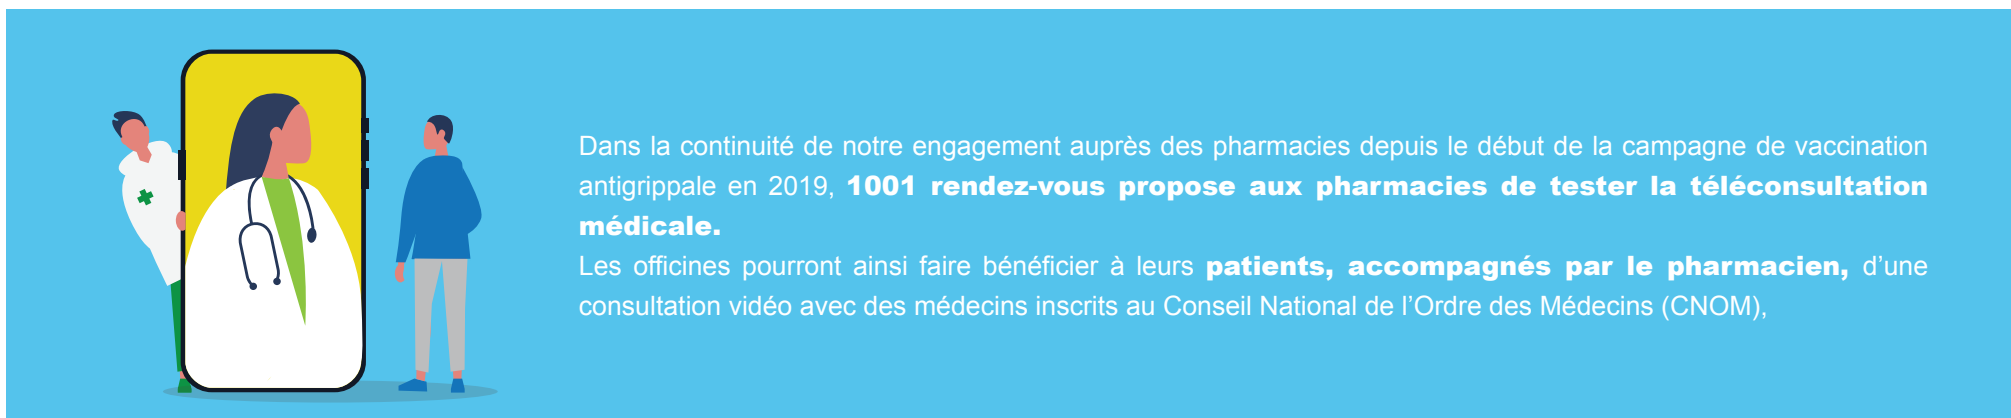 Dans la continuité de notre engagement auprès des pharmacies depuis le début de la campagne de vaccination
antigrippale en 2019, 1001 rendez-vous propose aux pharmacies de tester la téléconsultation
médicale.
Les officines pourront ainsi faire bénéficier à leurs patients, accompagnés par le pharmacien, d’une
consultation vidéo avec des médecins inscrits au Conseil National de l’Ordre des Médecins (CNOM),